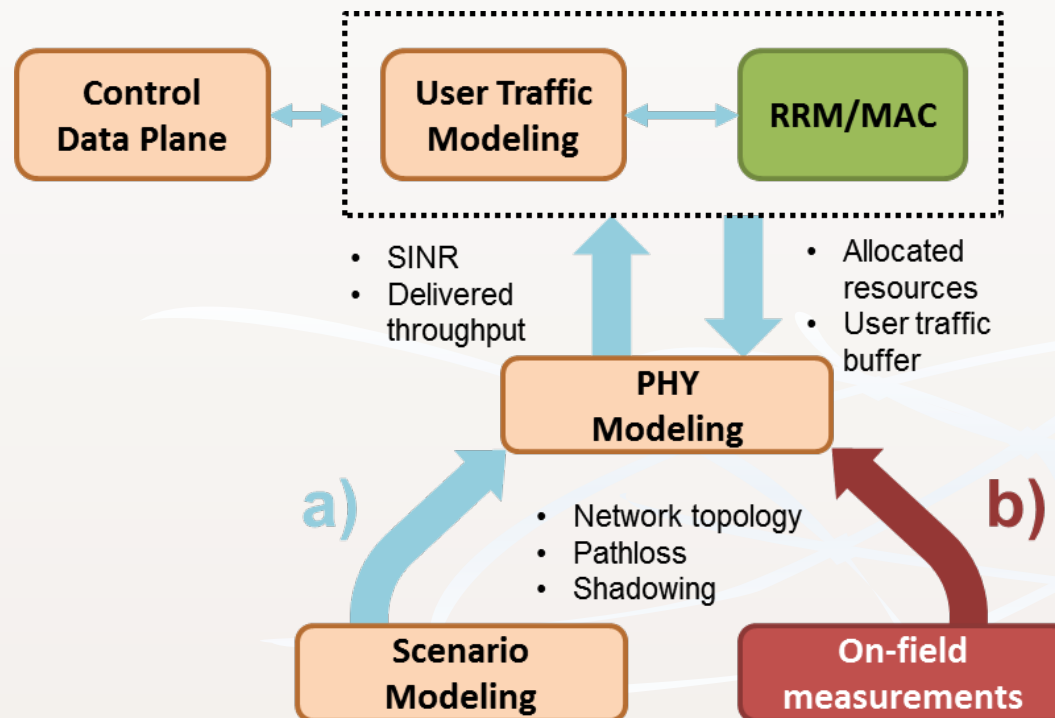 Control
Data Plane
User Traffic
Modeling
RRM/MAC
• SINR
• Delivered
throughput
• Allocated
resources
• User traffic
buffer
PHY
Modeling
a)
• Network topology
• Pathloss
• Shadowing
b)
Scenario
Modeling
On-field
measurements